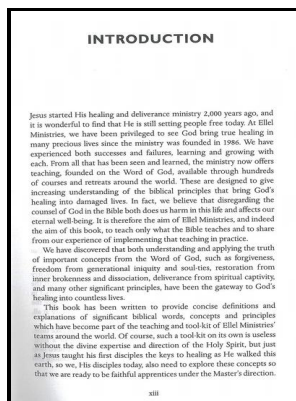 INTRODUCTION
Jesus started His healing and deliverance ministry 2,000 years ago, and
it is wonderful to find that He is still setting people free today. At Ellel
Ministries, we have been privileged to see God bring true healing in
many precious lives since the ministry was founded in 1986. We have
experienced both successes and failures, learning and growing with
each. From all that has been seen and learned, the ministry now offers
teaching, founded on the Word of God, available through hundreds
of courses and retreats around the world. These are designed to give
increasing understanding of the biblical principles that bring God's
healing into damaged lives. In fact, we believe that disregarding the
counsel of God in the Bible both does us harm in this life and affects our
eternal well-being. It is therefore the aim of Ellel Ministries, and indeed
the aim of this book, to teach only what the Bible teaches and to share
from our experience of implementing that teaching in practice.
We have discovered that both understanding and applying the truth
of important concepts from the Word of God, such as forgiveness,
freedom from generational iniquity and soul-ties, restoration from
inner brokenness and dissociation, deliverance from spiritual captivity,
and many other significant principles, have been the gateway to God's
healing into countless lives.
This book has been written to provide concise definitions and
explanations of significant biblical words, concepts and principles
which have become part of the teaching and tool-kit of Ellel Ministries'
teams around the world. Of course, such a tool-kit on its own is useless
without the divine expertise and direction of the Holy Spirit, but just
as Jesus taught his first disciples the keys to healing as He walked this
earth, so we, His disciples today, also need to explore these concepts so
that we are ready to be faithful apprentices under the Master's direction.
xiii